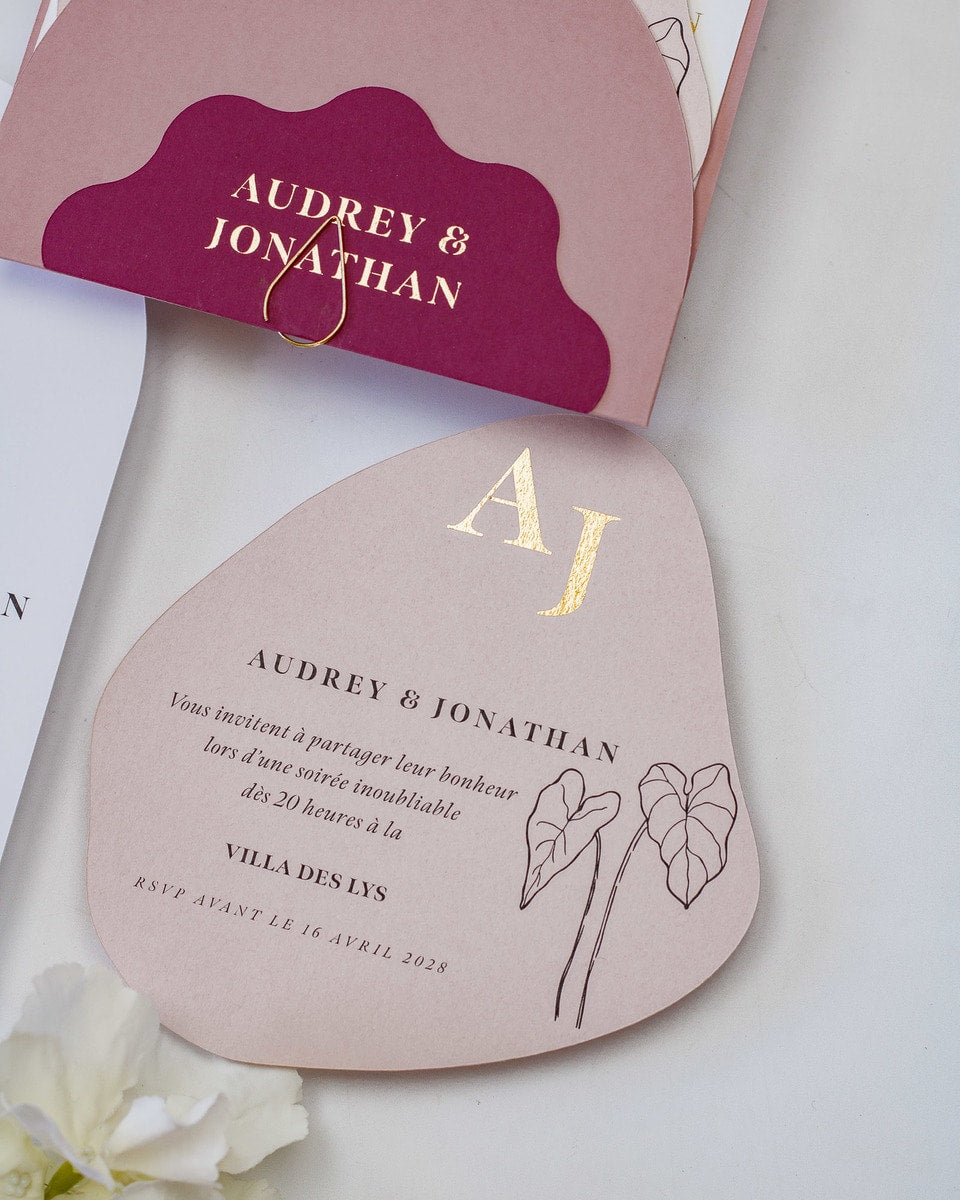 AUDREY &
JONATHAN
N
AJ
AUDREY & JONATHAN
Vous invitent à partager leur bonheur
lors d'une soirée inoubliable
dès 20 heures à la
VILLA DES LYS
RSVP AVANT LE 16 AVRIL 2028